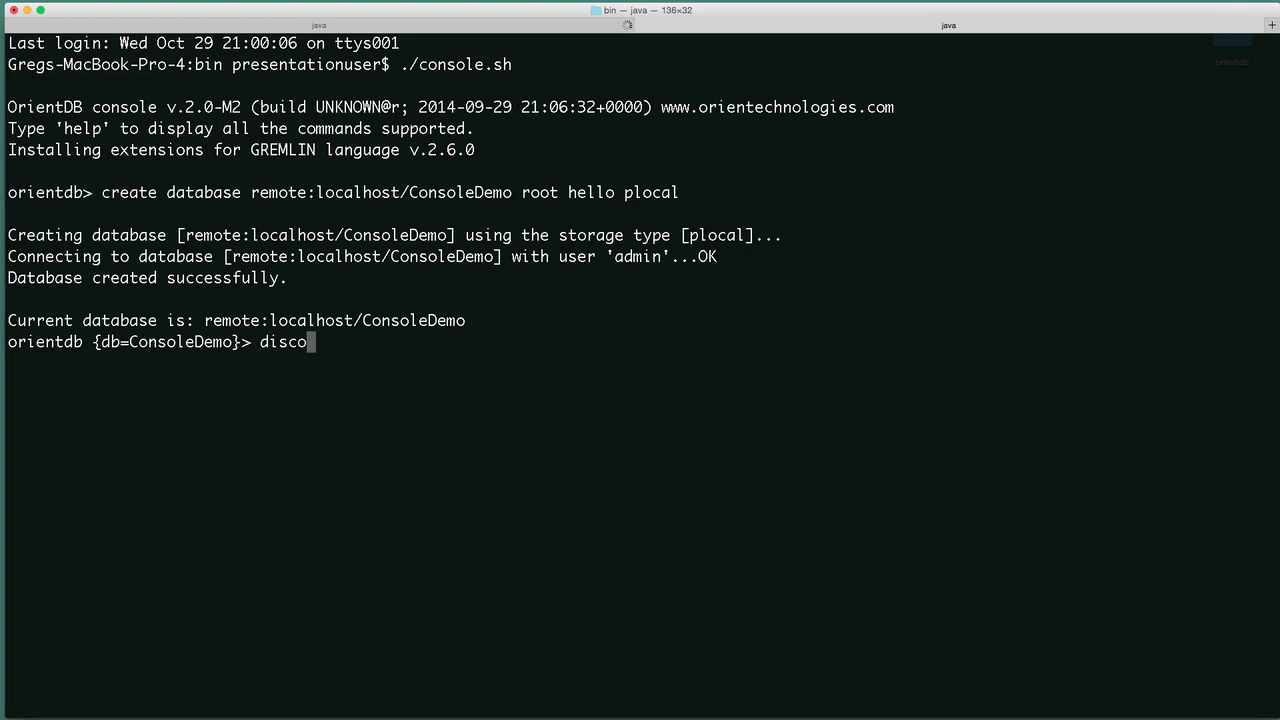 bin — java — 136×32
java
java
+
orientdb
Last login: Wed Oct 29 21:00:06 on ttys001
Gregs-MacBook-Pro-4:bin presentationuser$ ./console.sh
OrientDB console v.2.0-M2 (build UNKNOWN@r; 2014-09-29 21:06:32+0000) www.orientechnologies.com
Type 'help' to display all the commands supported.
Installing extensions for GREMLIN language v.2.6.0
orientdb> create database remote:localhost/ConsoleDemo root hello plocal
Creating database [remote:localhost/ConsoleDemo] using the storage type [plocal]...
Connecting to database [remote:localhost/ConsoleDemo] with user 'admin'...OK
Database created successfully.
Current database is: remote:localhost/ConsoleDemo
orientdb {db=ConsoleDemo}> disco